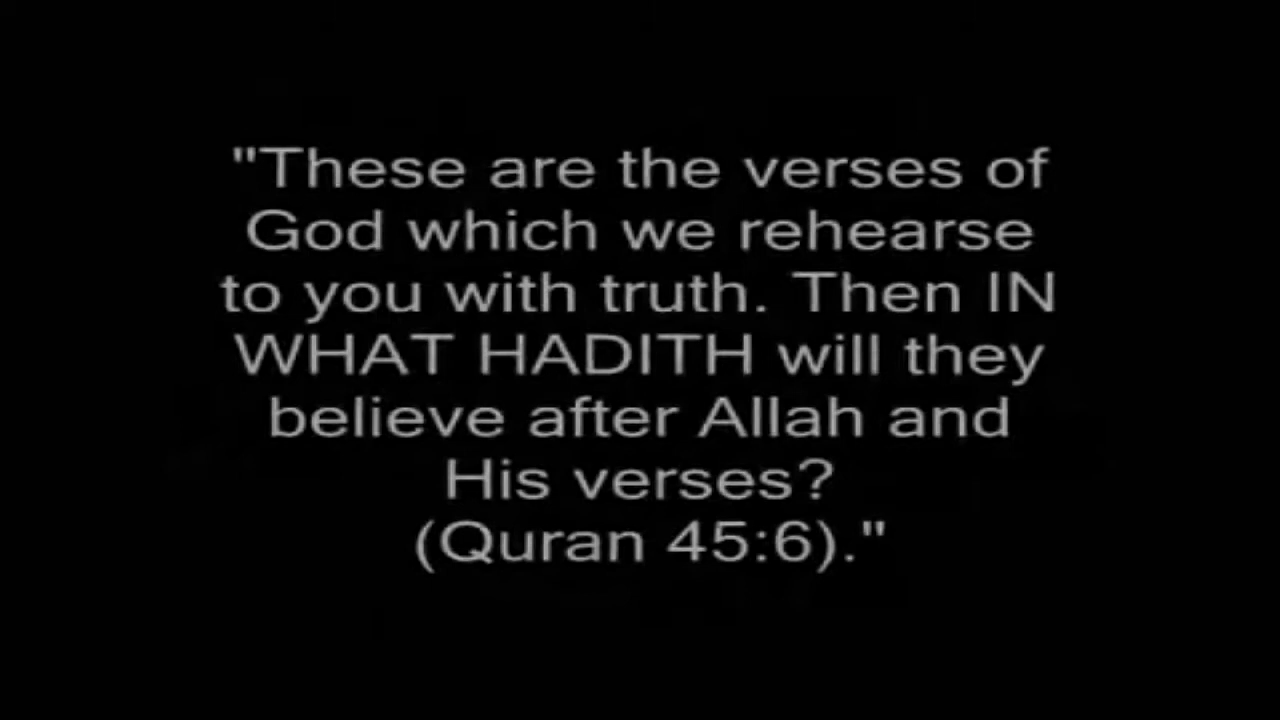 "These are the verses of
God which we rehearse
to you with truth. Then IN
WHAT HADITH will they
believe after Allah and
His verses?
(Quran 45:6)."